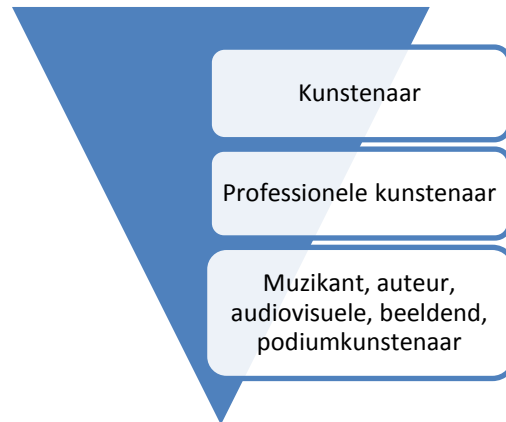 Kunstenaar
Professionele kunstenaar
Muzikant, auteur,
audiovisuele, beeldend,
podiumkunstenaar